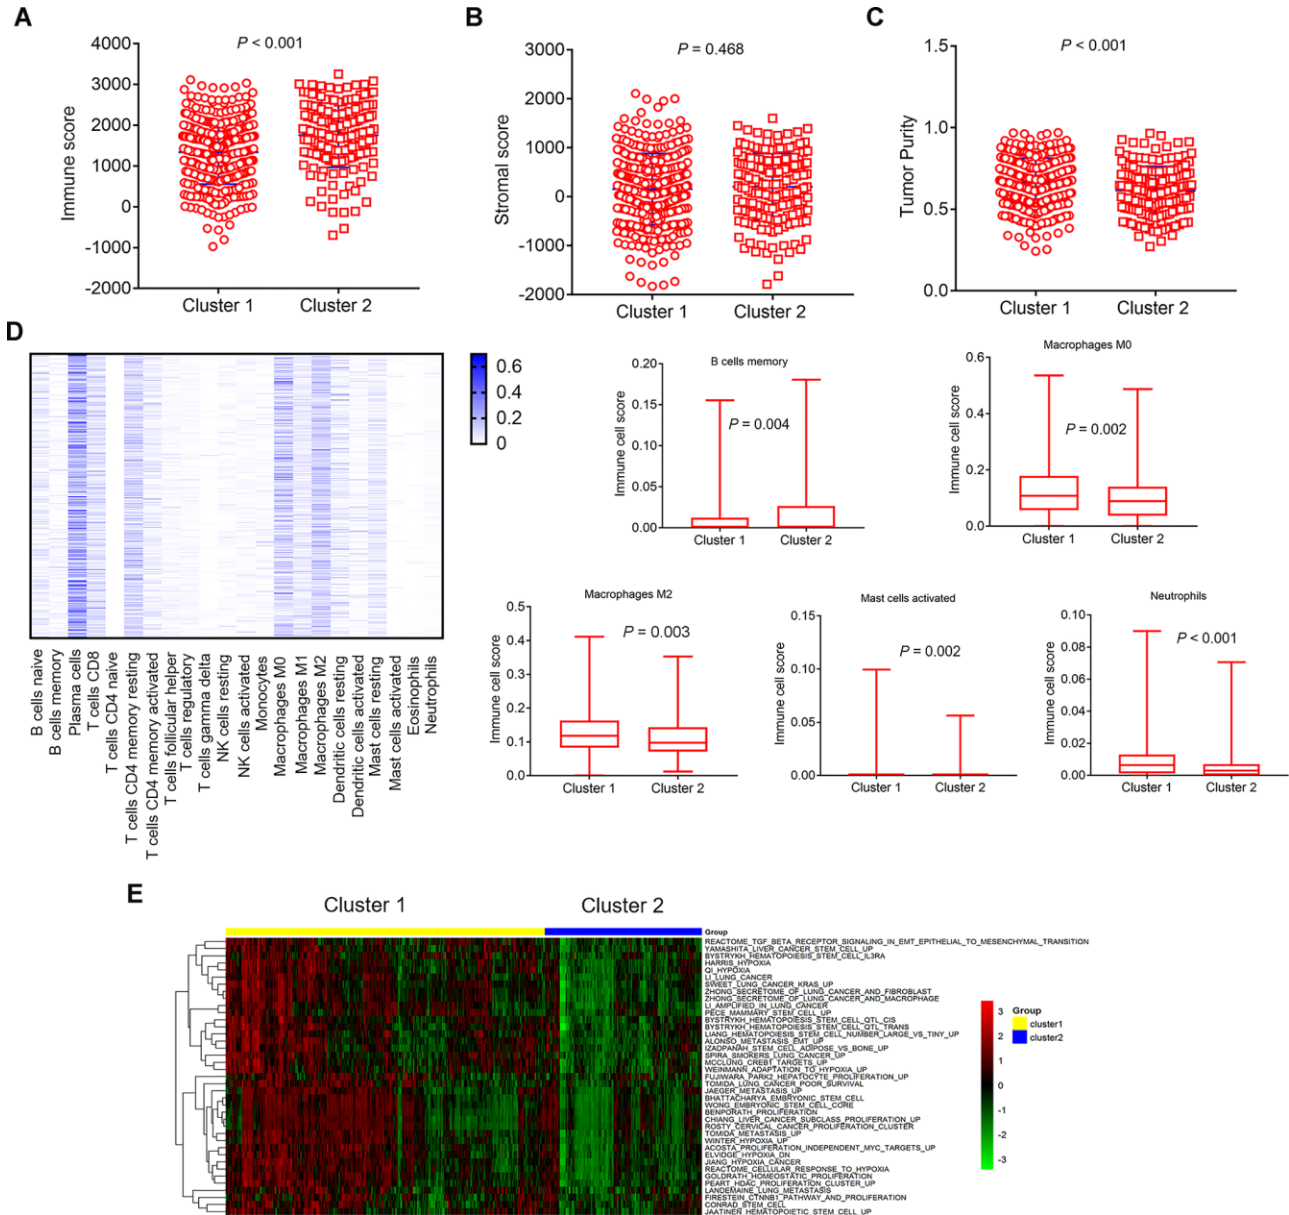 A
P < 0.001
Immune score
4000
3000
2000
1000
0
-1000
-2000
Cluster 1
Cluster 2
B
P = 0.468
Stromal score
3000
2000
1000
0
-1000
-2000
Cluster 1
Cluster 2
C
P < 0.001
Tumor Purity
1.5
1.0
0.5
0.0
Cluster 1
Cluster 2
D
0.6
0.4
0.2
0
B cells naive
B cells memory
Plasma cells
T cells CD8
T cells CD4 naive
T cells CD4 memory resting
T cells CD4 memory activated
T cells follicular helper
T cells regulatory
T cells gamma delta
NK cells resting
NK cells activated
Monocytes
Macrophages M0
Macrophages M1
Macrophages M2
Dendritic cells resting
Dendritic cells activated
Mast cells resting
Mast cells activated
Eosinophils
Neutrophils
B cells memory
P = 0.004
Immune cell score
0.20
0.15
0.10
0.05
0.00
Cluster 1
Cluster 2
Macrophages M0
P = 0.002
Immune cell score
0.6
0.4
0.2
0.0
Cluster 1
Cluster 2
Macrophages M2
P = 0.003
Immune cell score
0.5
0.4
0.3
0.2
0.1
0.0
Cluster 1
Cluster 2
Mast cells activated
P = 0.002
Immune cell score
0.15
0.10
0.05
0.00
Cluster 1
Cluster 2
Neutrophils
P < 0.001
Immune cell score
0.10
0.08
0.06
0.04
0.02
0.00
Cluster 1
Cluster 2
E
Cluster 1
Cluster 2
Group
REACTOME_TGF_BETA_RECEPTOR_SIGNALING_IN_EMT_EPITHELIAL_TO_MESENCHYMAL_TRANSITION
YAMASHITA_LIVER_CANCER_STEM_CELL_UP
BYSTRYKH_HEMATOPOIESIS_STEM_CELL_IL3RA
HARRIS_HYPOXIA
QI_HYPOXIA
LI_LUNG_CANCER
SWEET_LUNG_CANCER_KRAS_UP
ZHONG_SECRETOME_OF_LUNG_CANCER_AND_FIBROBLAST
ZHONG_SECRETOME_OF_LUNG_CANCER_AND_MACROPHAGE
LI_AMPLIFIED_IN_LUNG_CANCER
PECE_MAMMARY_STEM_CELL_UP
BYSTRYKH_HEMATOPOIESIS_STEM_CELL_QTL_CIS
BYSTRYKH_HEMATOPOIESIS_STEM_CELL_QTL_TRANS
LIANG_HEMATOPOIESIS_STEM_CELL_NUMBER_LARGE_VS_TINY_UP
ALONSO_METASTASIS_EMT_UP
IZADPANAH_STEM_CELL_ADIPOSE_VS_BONE_UP
SPIRA_SMOKERS_LUNG_CANCER_UP
MCCLUNG_CREB1_TARGETS_UP
WEINMANN_ADAPTATION_TO_HYPOXIA_UP
FUJIWARA_PARK2_HEPATOCYTE_PROLIFERATION_UP
TOMIDA_LUNG_CANCER_POOR_SURVIVAL
JAEGER_METASTASIS_UP
BHATTACHARYA_EMBRYONIC_STEM_CELL
WONG_EMBRYONIC_STEM_CELL_CORE
BENPORATH_PROLIFERATION
CHIANG_LIVER_CANCER_SUBCLASS_PROLIFERATION_UP
ROSTY_CERVICAL_CANCER_PROLIFERATION_CLUSTER
TOMIDA_METASTASIS_UP
WINTER_HYPOXIA_UP
ACOSTA_PROLIFERATION_INDEPENDENT_MYC_TARGETS_UP
ELVIDGE_HYPOXIA_DN
JIANG_HYPOXIA_CANCER
REACTOME_CELLULAR_RESPONSE_TO_HYPOXIA
GOLDRATH_HOMEOSTATIC_PROLIFERATION
PEART_HDAC_PROLIFERATION_CLUSTER_UP
LANDEMAINE_LUNG_METASTASIS
FIRESTEIN_CTNNB1_PATHWAY_AND_PROLIFERATION
CONRAD_STEM_CELL
JAATINEN_HEMATOPOIETIC_STEM_CELL_UP
3
2
1
0
-1
-2
-3
Group
cluster1
cluster2